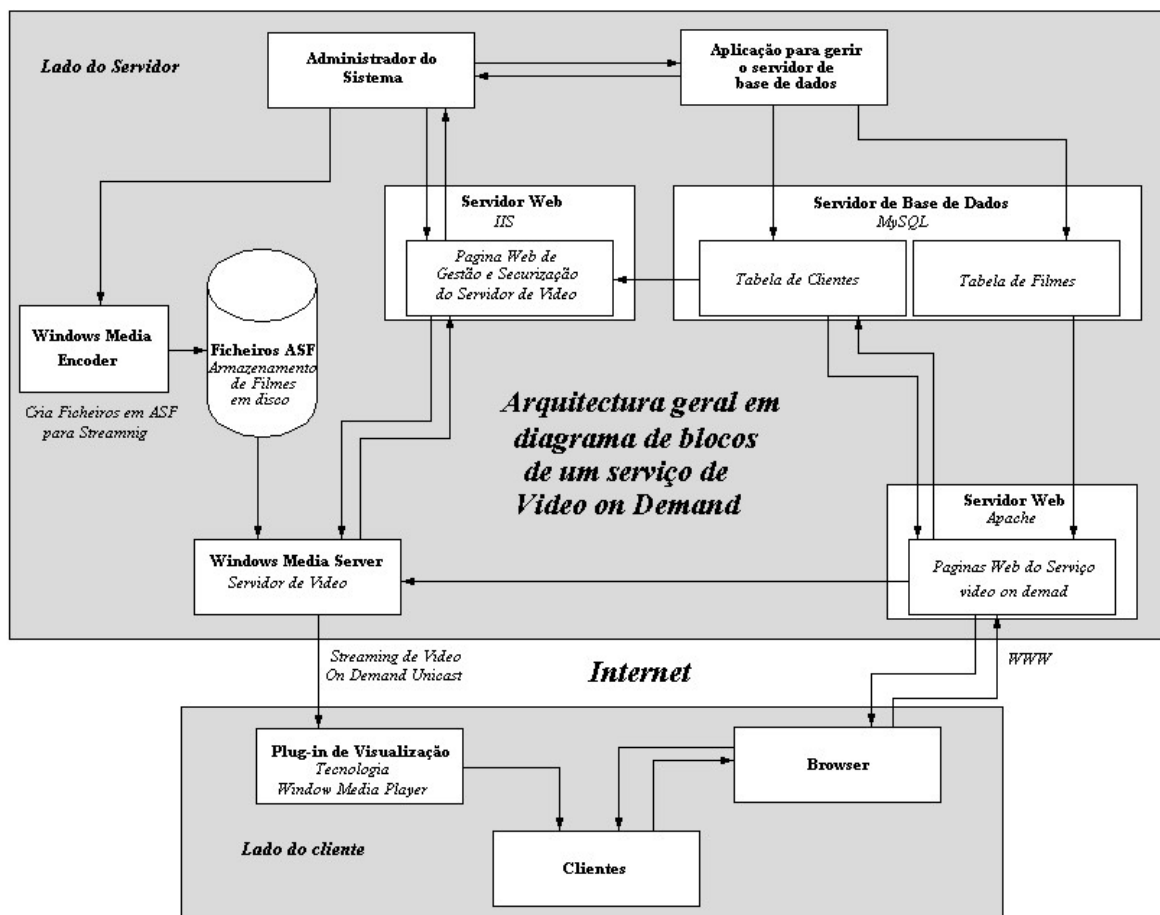 Lado do Servidor
Administrador do
Sistema
Aplicação para gerir
o servidor de
base de dados
Servidor Web
IIS
Pagina Web de
Gestão e Securização
do Servidor de Video
Servidor de Base de Dados
MySQL
Tabela de Clientes
Tabela de Filmes
Windows Media
Encoder
Cria Ficheiros em ASF
para Streamnig
Ficheiros ASF
Armazenamento
de Filmes
em disco
Arquitectura geral em
diagrama de blocos
de um serviço de
Video on Demand
Servidor Web
Apache
Paginas Web do Serviço
video on demad
Windows Media Server
Servidor de Video
Streaming de Video
On Demand Unicast
Internet
WWW
Plug-in de Visualização
Tecnologia
Window Media Player
Browser
Lado do cliente
Clientes